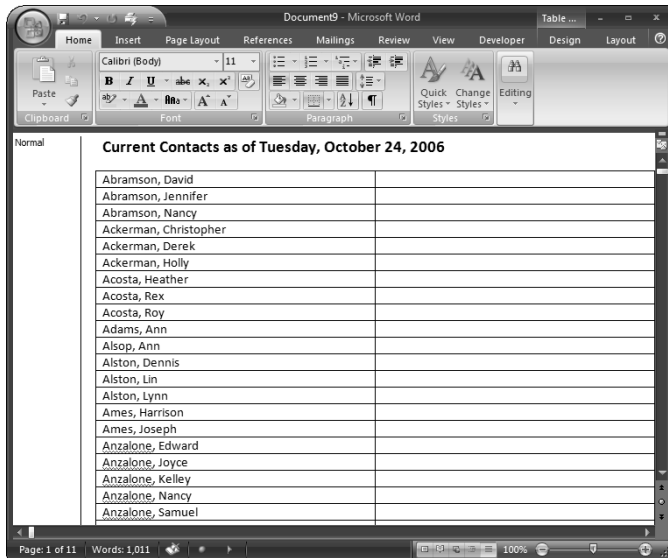 Document9 - Microsoft Word
Table ...
Home Insert Page Layout References Mailings Review View Developer Design Layout
Calibri (Body) 11
Paste
B I U abc x₂ x²
Aa
Quick Styles
Change Styles
Editing
Clipboard Font Paragraph Styles
Normal
Current Contacts as of Tuesday, October 24, 2006
Abramson, David
Abramson, Jennifer
Abramson, Nancy
Ackerman, Christopher
Ackerman, Derek
Ackerman, Holly
Acosta, Heather
Acosta, Rex
Acosta, Roy
Adams, Ann
Alsop, Ann
Alston, Dennis
Alston, Lin
Alston, Lynn
Ames, Harrison
Ames, Joseph
Anzalone, Edward
Anzalone, Joyce
Anzalone, Kelley
Anzalone, Nancy
Anzalone, Samuel
Page: 1 of 11 Words: 1,011 100%